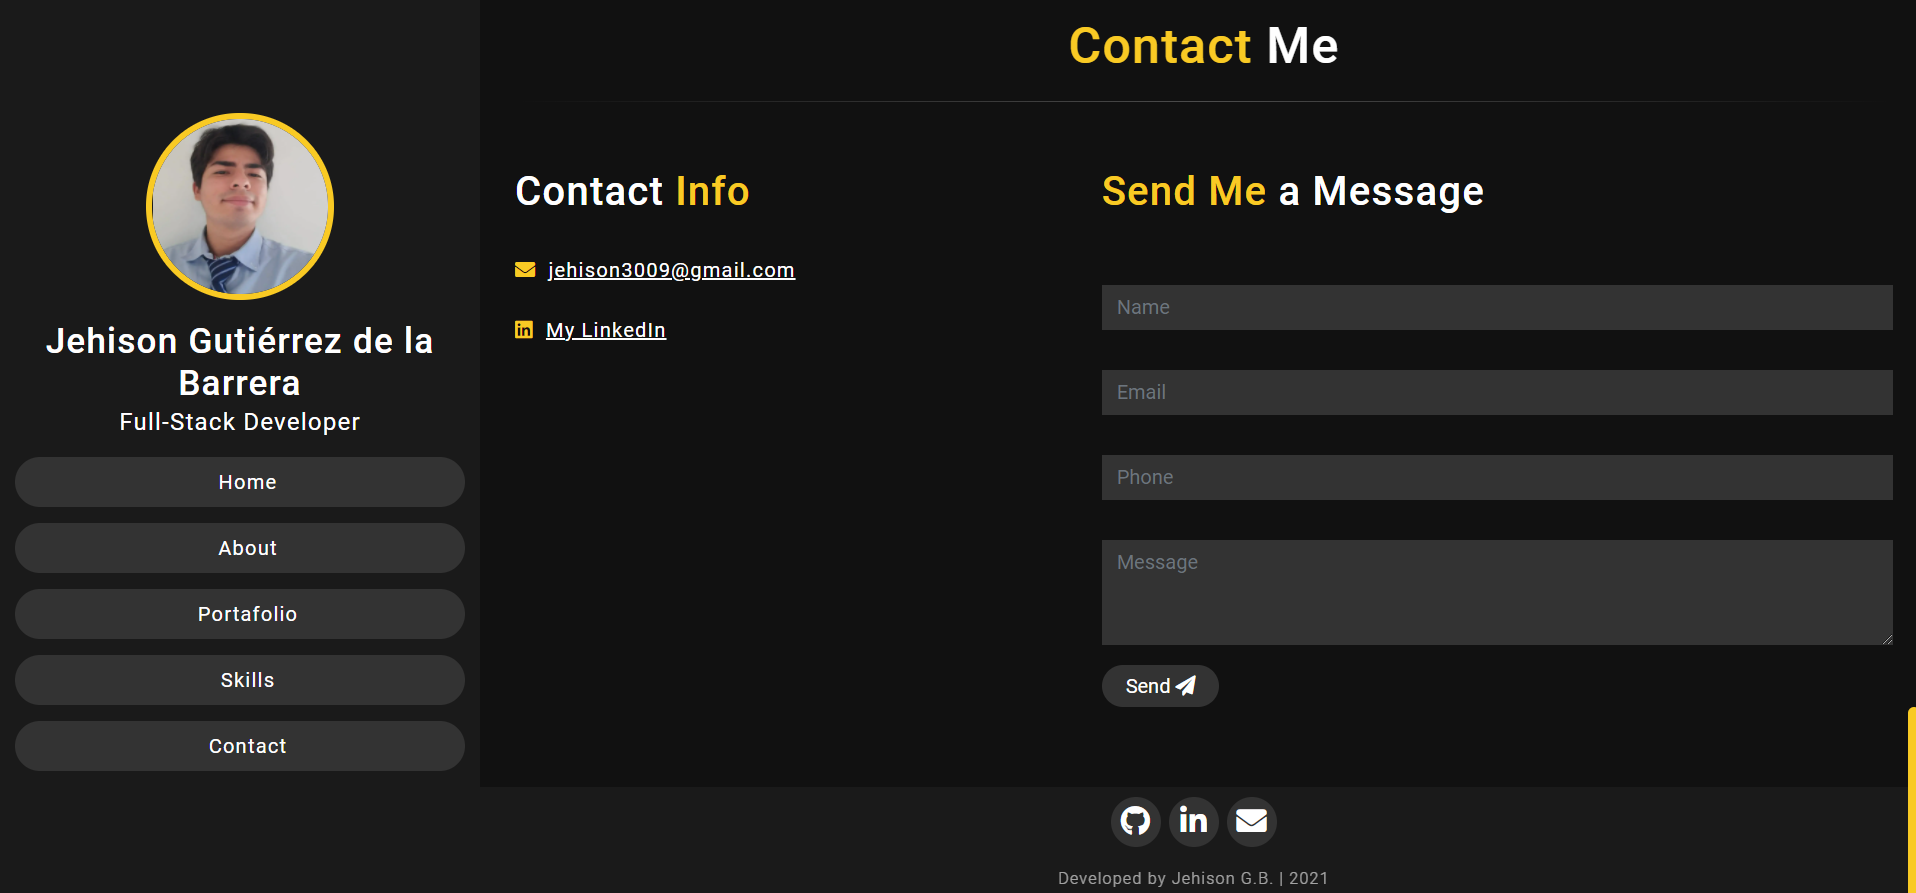 Jehison Gutiérrez de la
Barrera
Full-Stack Developer
Home
About
Portafolio
Skills
Contact
Contact Me
Contact Info
jehison3009@gmail.com
My LinkedIn
Send Me a Message
Name
Email
Phone
Message
Send
Developed by Jehison G.B. | 2021